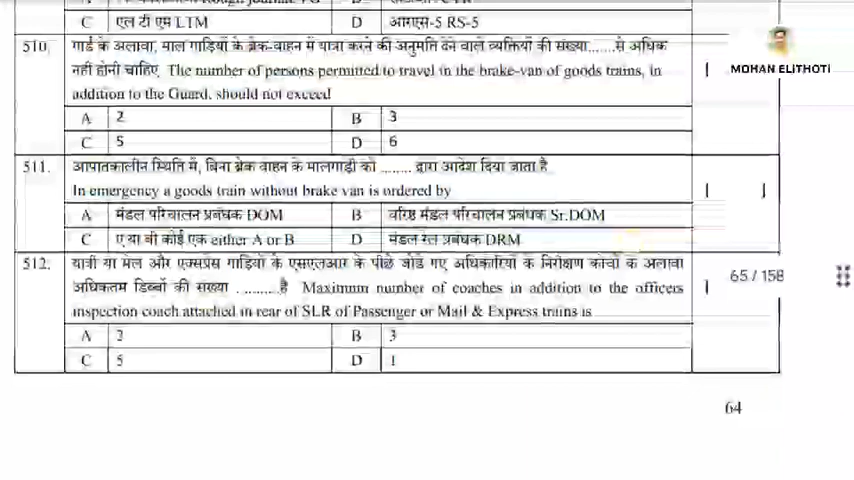 C एल टी एम LTM D आरएस-5 RS-5
510. गार्ड के अलावा, माल गाड़ियों के ब्रेक-वाहन में यात्रा करने की अनुमति देने वाले व्यक्तियों की संख्या.......से अधिक
नहीं होनी चाहिए The number of persons permitted to travel in the brake-van of goods trains, in
addition to the Guard, should not exceed
MOHAN ELITHOTI
A 2 B 3
C 5 D 6
511. आपातकालीन स्थिति में, बिना ब्रेक वाहन के मालगाड़ी को ........ द्वारा आदेश दिया जाता है
In emergency a goods train without brake van is ordered by
A मंडल परिचालन प्रबंधक DOM B वरिष्ठ मंडल परिचालन प्रबंधक Sr.DOM
C ए या बी कोई एक either A or B D मंडल रेल प्रबंधक DRM
512. यात्री या मेल और एक्सप्रेस गाड़ियों के एसएलआर के पीछे जोड़े गए अधिकारियों के निरीक्षण कोचों के अलावा
अधिकतम डिब्बों की संख्या ..........है Maximum number of coaches in addition to the officers
inspection coach attached in rear of SLR of Passenger or Mail & Express trains is
65 / 158
A 2 B 3
C 5 D 1
64